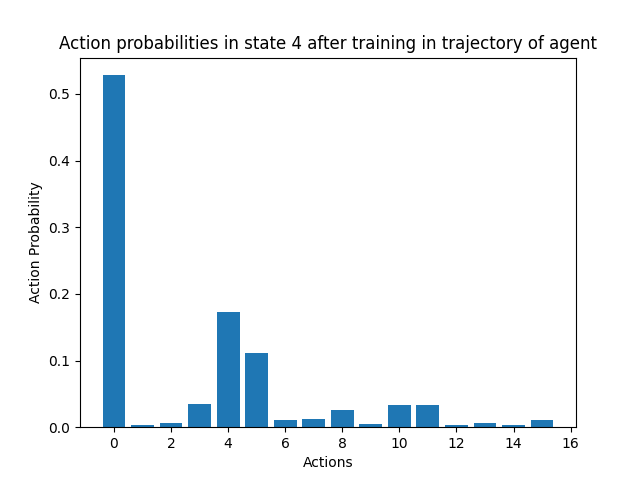 Action probabilities in state 4 after training in trajectory of agent
0.5
0.4
0.3
0.2
0.1
0.0
Action Probability
0 2 4 6 8 10 12 14 16
Actions